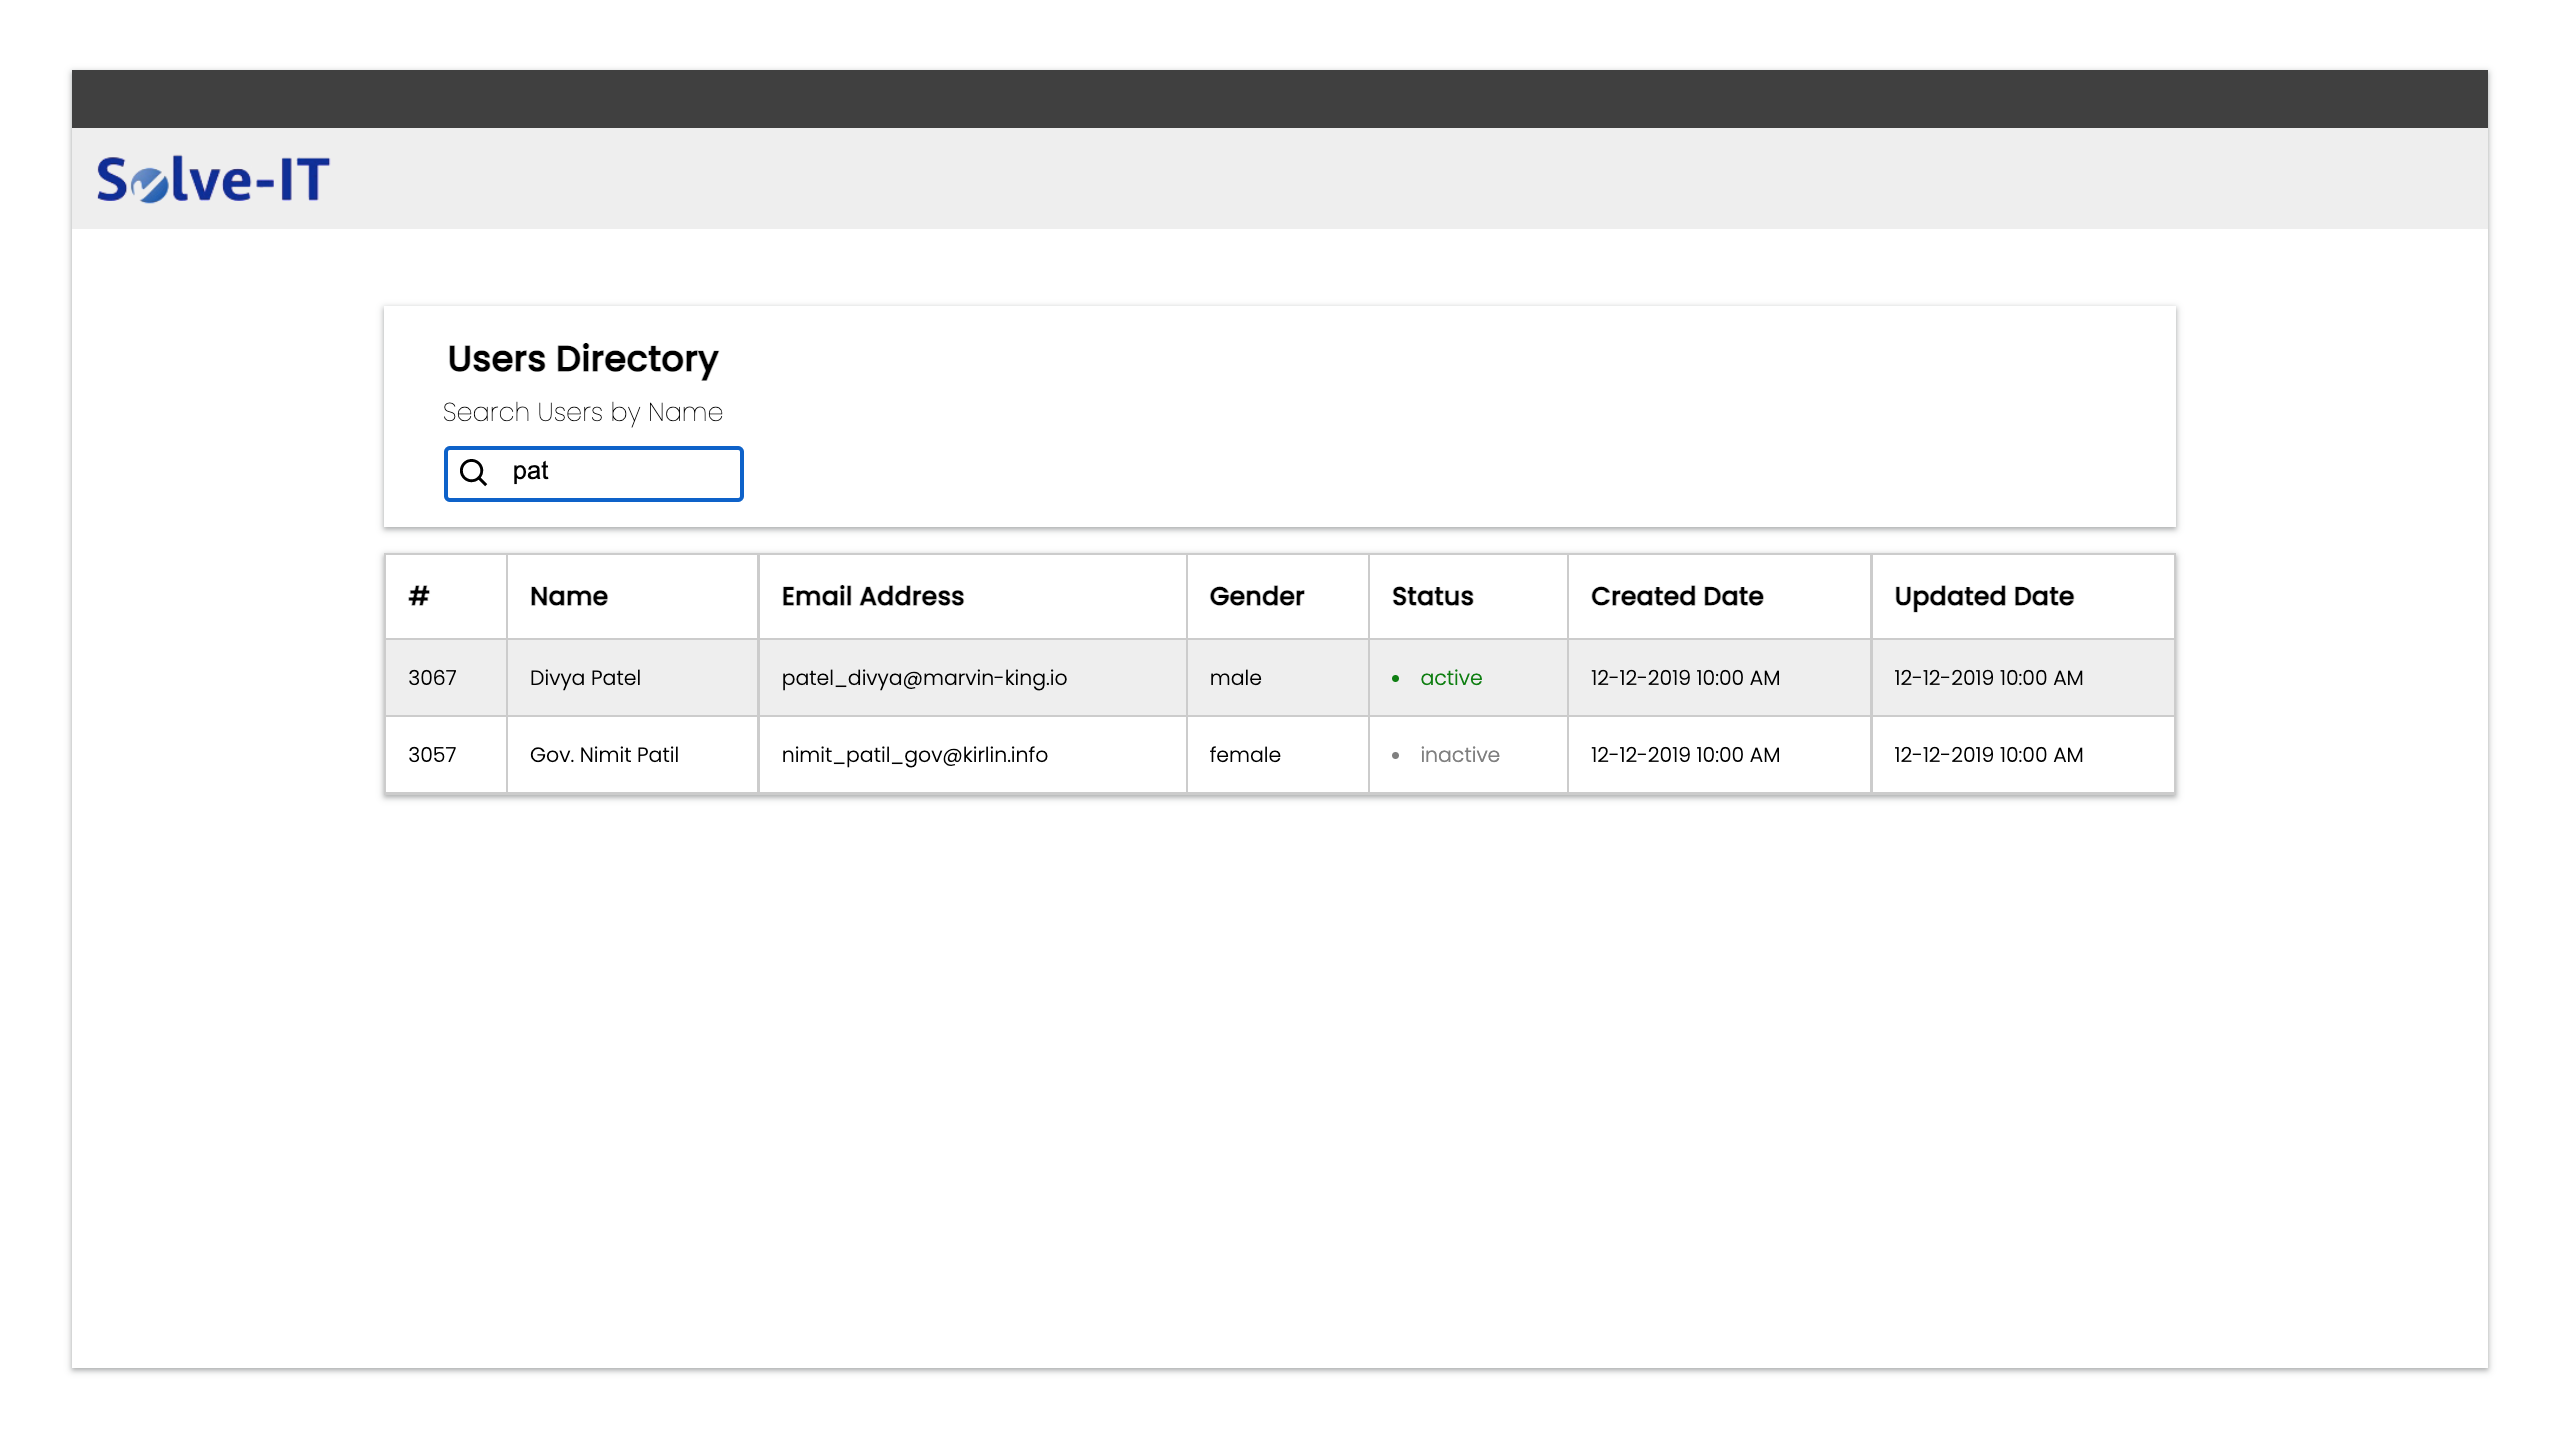 Solve-IT
Users Directory
Search Users by Name
pat
# Name Email Address Gender Status Created Date Updated Date
3067 Divya Patel patel_divya@marvin-king.io male • active 12-12-2019 10:00 AM 12-12-2019 10:00 AM
3057 Gov. Nimit Patil nimit_patil_gov@kirlin.info female • inactive 12-12-2019 10:00 AM 12-12-2019 10:00 AM